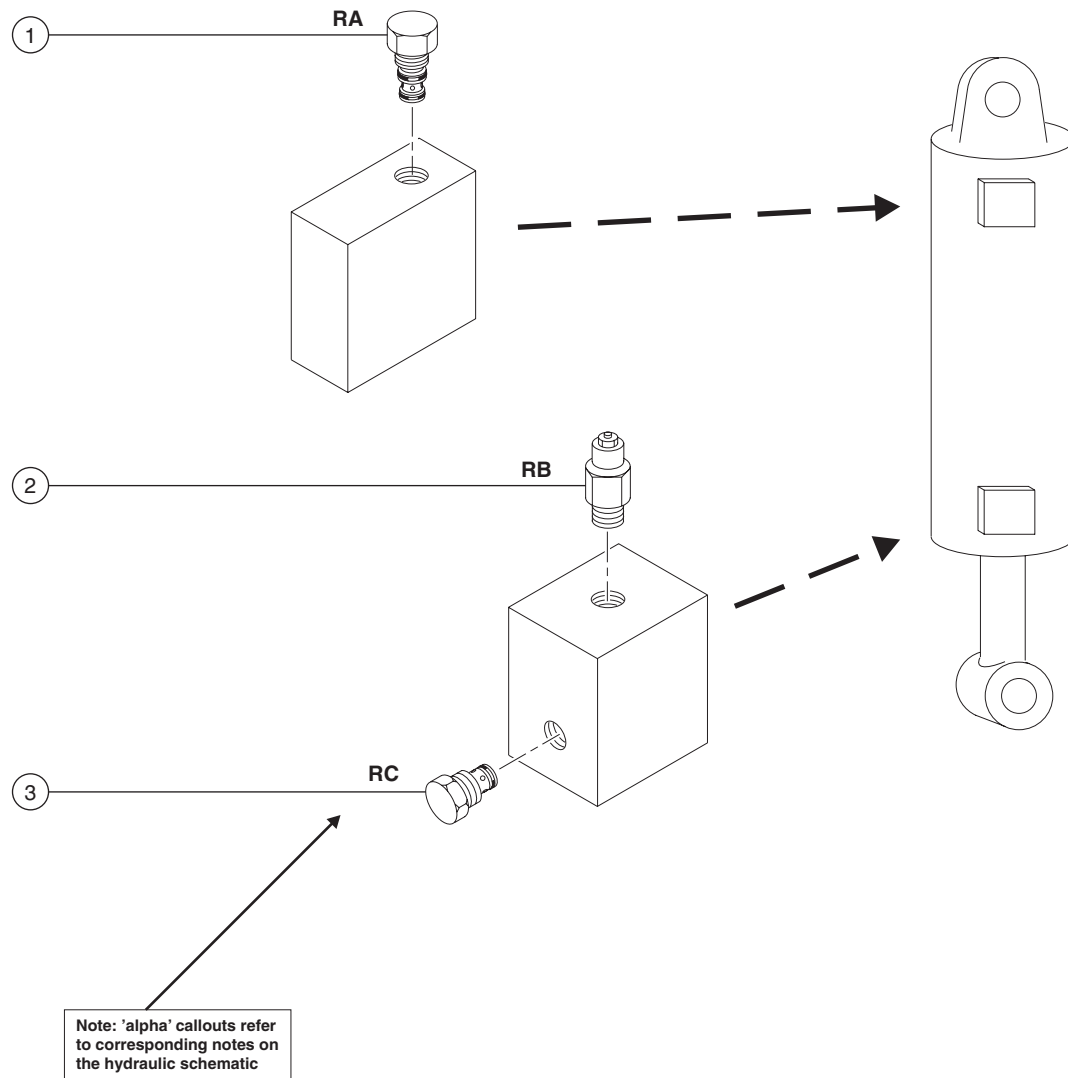 1 RA
2 RB
3 RC
Note: ’alpha’ callouts refer
to corresponding notes on
the hydraulic schematic